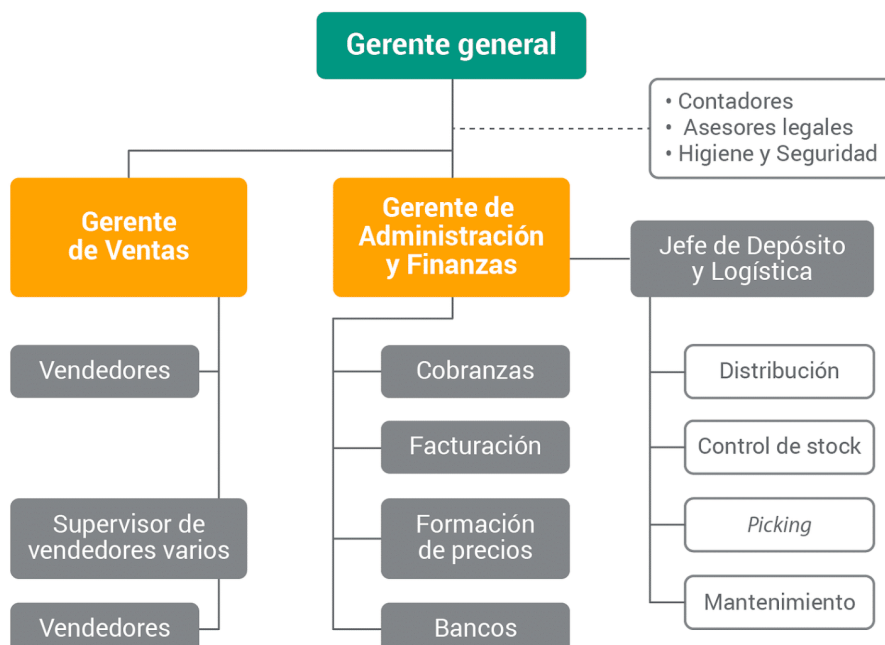 Gerente general
• Contadores
• Asesores legales
• Higiene y Seguridad
Gerente
de Ventas
Gerente de
Administración
y Finanzas
Jefe de Depósito
y Logística
Vendedores
Cobranzas
Distribución
Facturación
Control de stock
Supervisor de
vendedores varios
Formación
de precios
Picking
Vendedores
Bancos
Mantenimiento